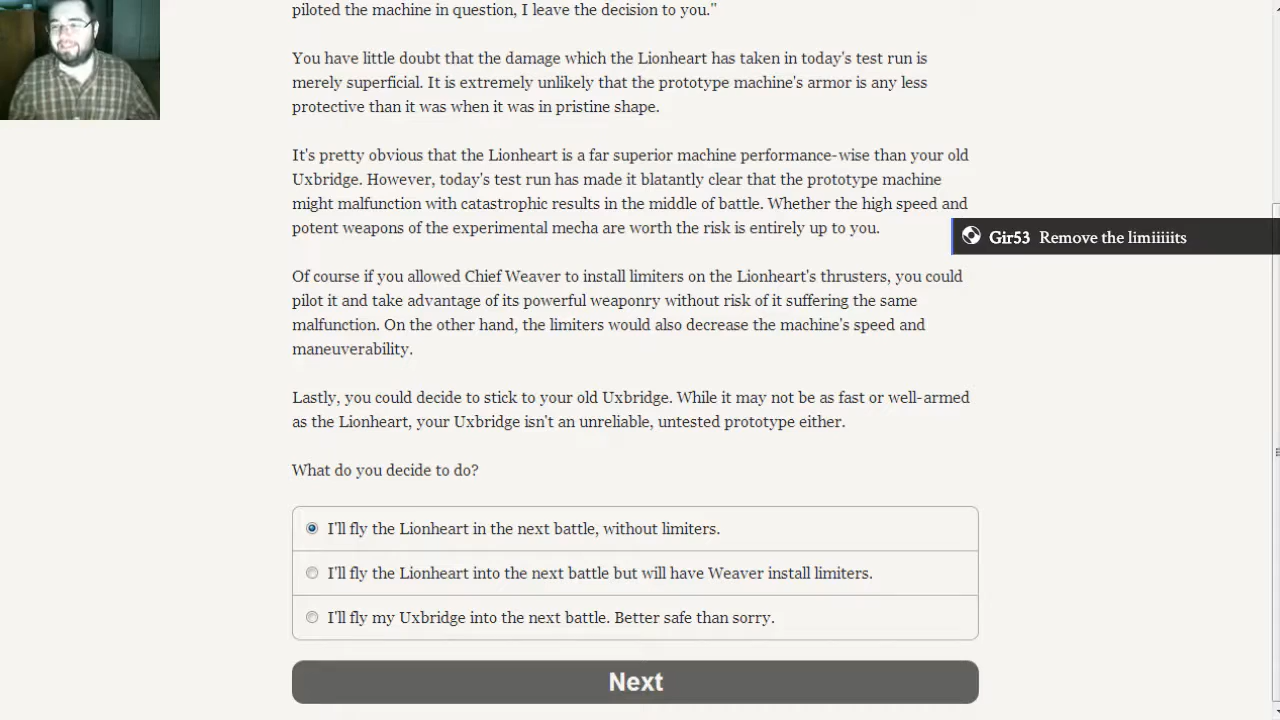 piloted the machine in question, I leave the decision to you."
You have little doubt that the damage which the Lionheart has taken in today's test run is
merely superficial. It is extremely unlikely that the prototype machine's armor is any less
protective than it was when it was in pristine shape.
It's pretty obvious that the Lionheart is a far superior machine performance-wise than your old
Uxbridge. However, today's test run has made it blatantly clear that the prototype machine
might malfunction with catastrophic results in the middle of battle. Whether the high speed and
potent weapons of the experimental mecha are worth the risk is entirely up to you.
Gir53 Remove the limiiiiits
Of course if you allowed Chief Weaver to install limiters on the Lionheart's thrusters, you could
pilot it and take advantage of its powerful weaponry without risk of it suffering the same
malfunction. On the other hand, the limiters would also decrease the machine's speed and
maneuverability.
Lastly, you could decide to stick to your old Uxbridge. While it may not be as fast or well-armed
as the Lionheart, your Uxbridge isn't an unreliable, untested prototype either.
What do you decide to do?
I'll fly the Lionheart in the next battle, without limiters.
I'll fly the Lionheart into the next battle but will have Weaver install limiters.
I'll fly my Uxbridge into the next battle. Better safe than sorry.
Next